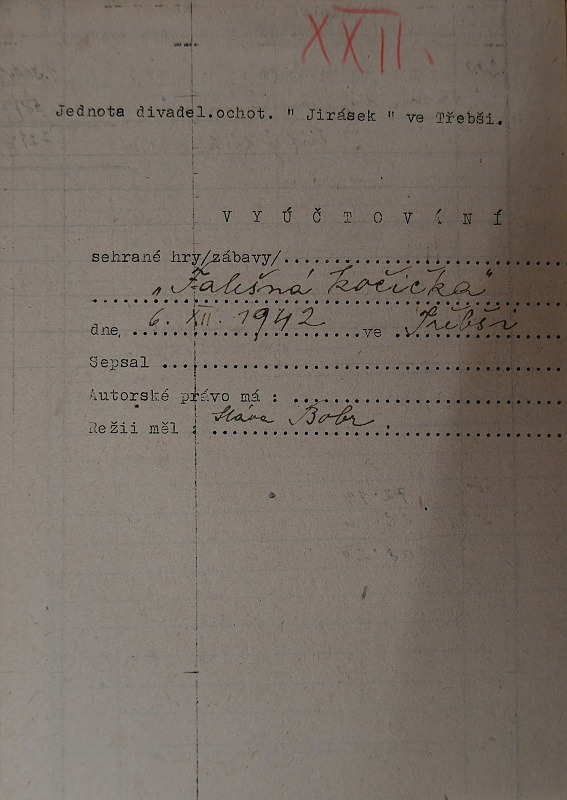 XXII.
Jednota divadel.ochot. " Jirásek " ve Třebši.
V Y Ú Č T O V Á N Í
sehrané hry/zábavy/......................................
„Falešná kočička"
dne, 6. XII. 1942 ve Třebši
Sepsal ......................................
Autorské právo má : ......................................
Režii měl : Sláva Bobr